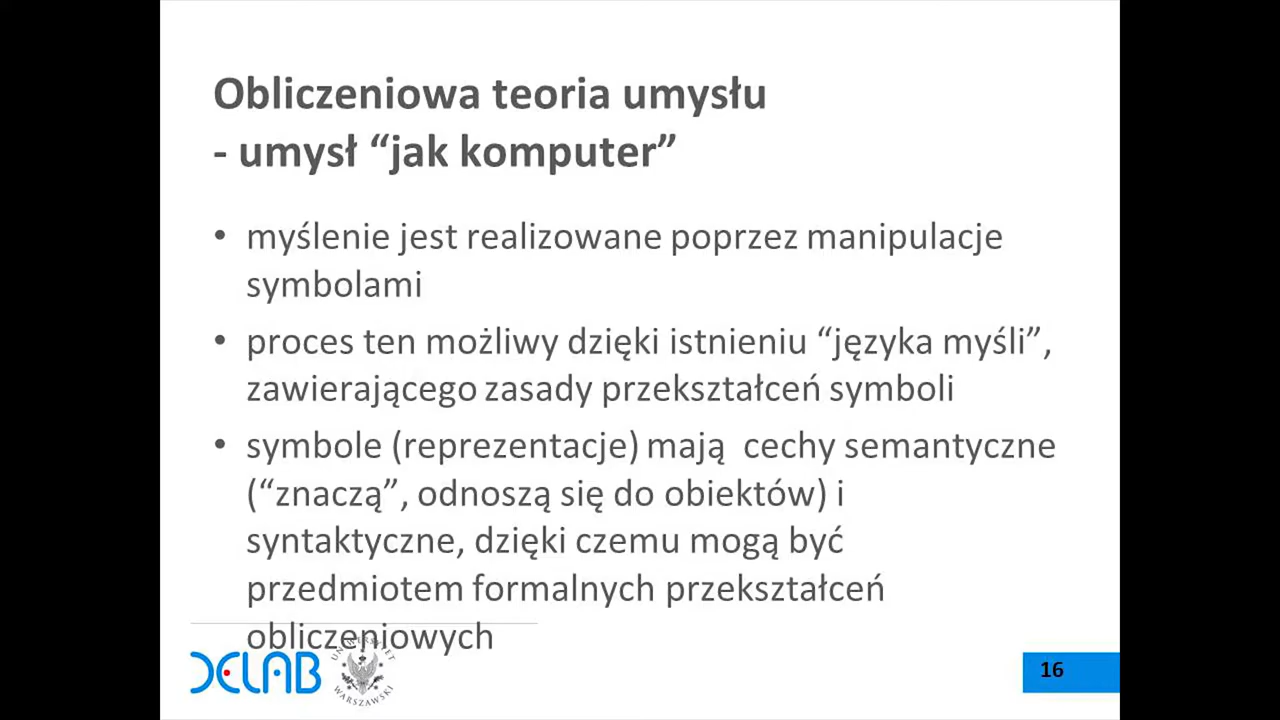 Obliczeniowa teoria umysłu
- umysł “jak komputer”
• myślenie jest realizowane poprzez manipulacje
symbolami
• proces ten możliwy dzięki istnieniu “języka myśli”,
zawierającego zasady przekształceń symboli
• symbole (reprezentacje) mają  cechy semantyczne
(“znaczą”, odnoszą się do obiektów) i
syntaktyczne, dzięki czemu mogą być
przedmiotem formalnych przekształceń
obliczeniowych
DELAB
UNIWERSYTET
WARSZAWSKI
16